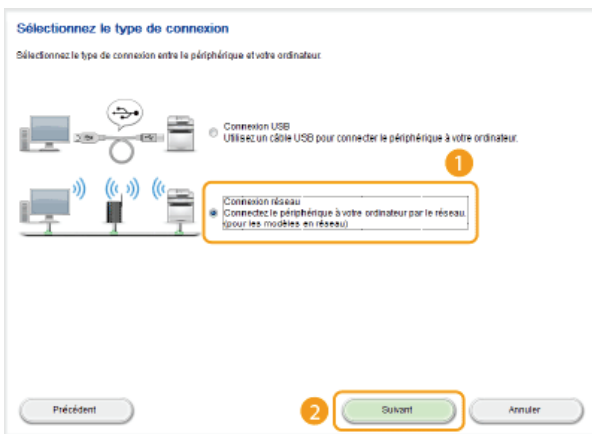 Sélectionnez le type de connexion
Sélectionnez le type de connexion entre le périphérique et votre ordinateur.
Connexion USB
Utilisez un câble USB pour connecter le périphérique à votre ordinateur.
1
Connexion réseau
Connectez le périphérique à votre ordinateur par le réseau.
(pour les modèles en réseau)
Précédent
2
Suivant
Annuler